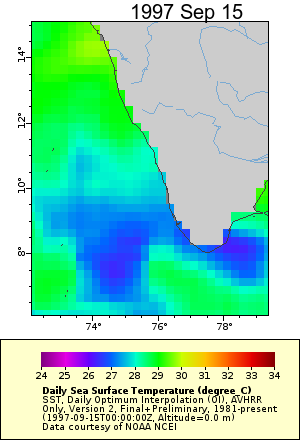 1997 Sep 15
14°
12°
10°
8°
74° 76° 78°
24 25 26 27 28 29 30 31 32 33 34
Daily Sea Surface Temperature (degree_C)
SST, Daily Optimum Interpolation (OI), AVHRR
Only, Version 2, Final+Preliminary, 1981-present
(1997-09-15T00:00:00Z, Altitude=0.0 m)
Data courtesy of NOAA NCEI